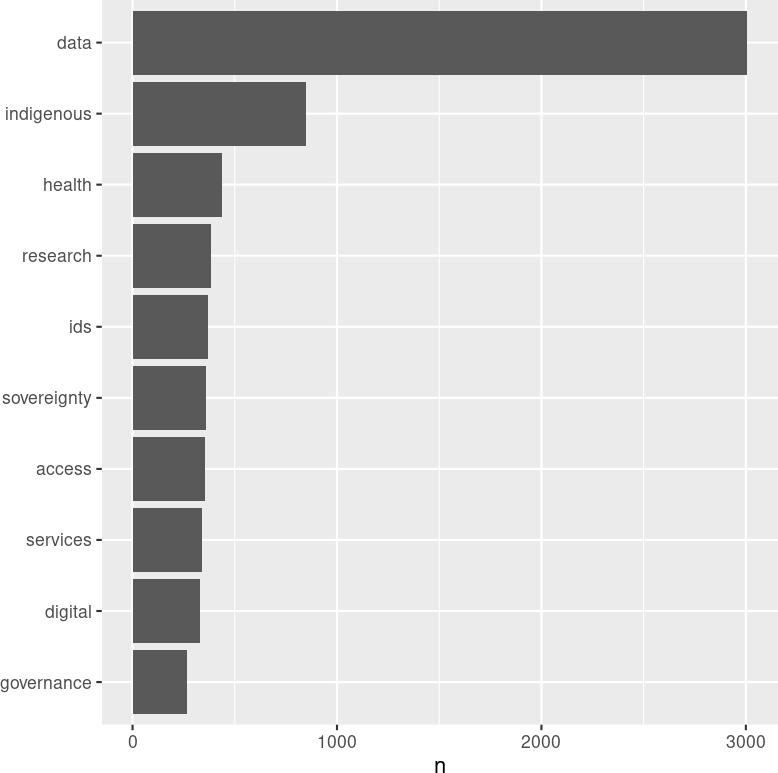 data
indigenous
health
research
ids
sovereignty
access
services
digital
governance
0 1000 2000 3000
n